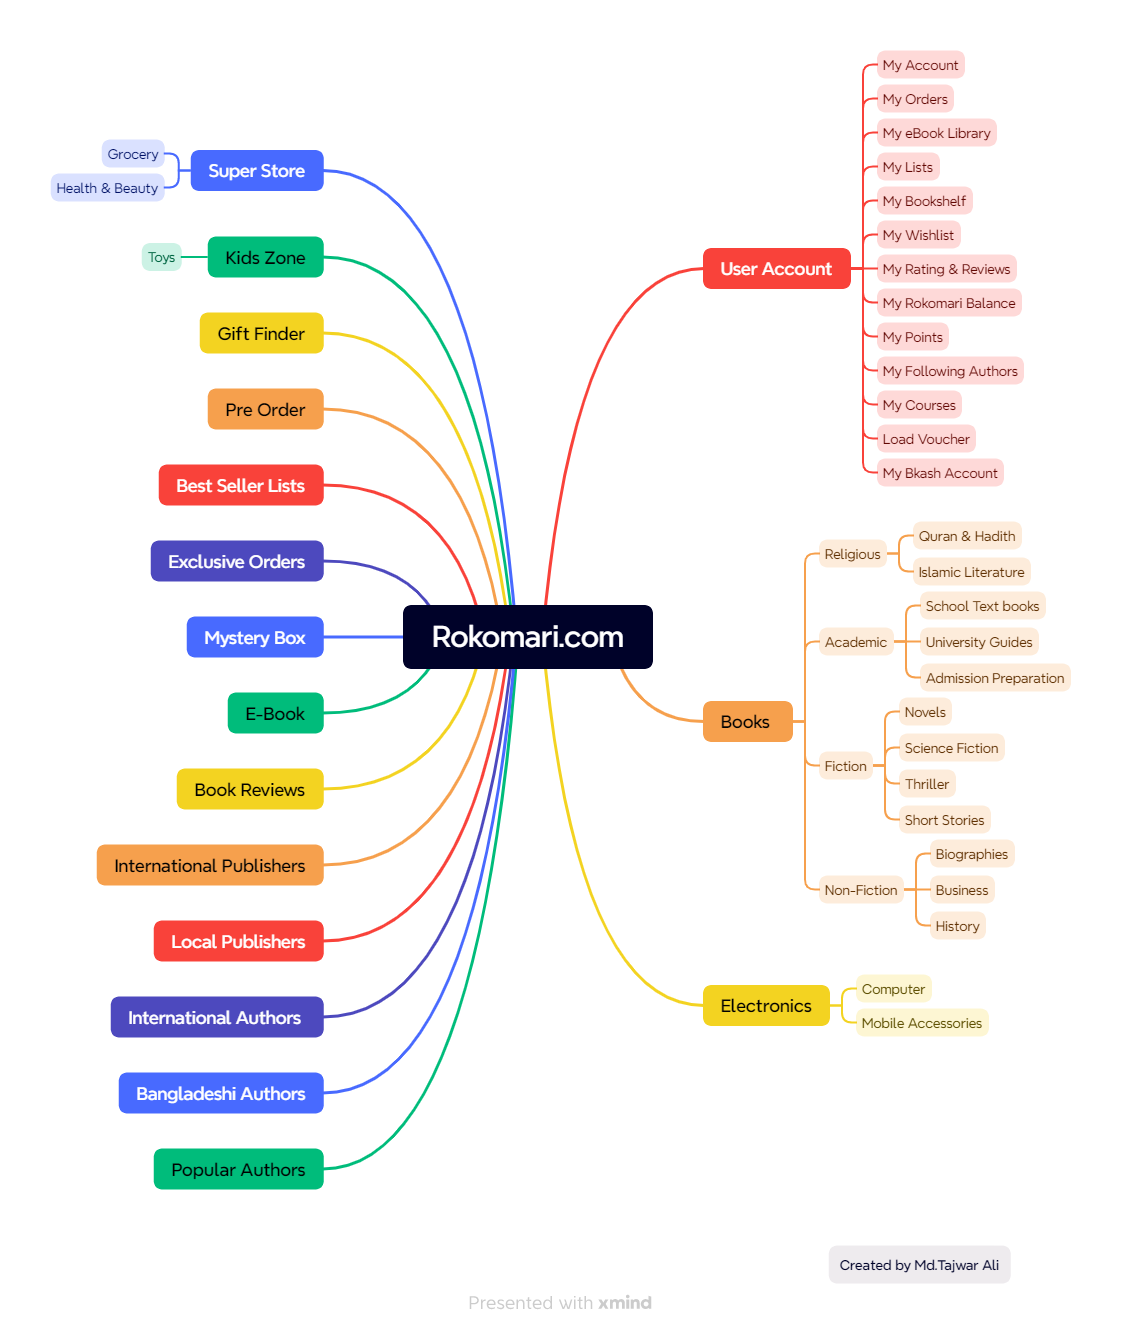 Rokomari.com
User Account
My Account
My Orders
My eBook Library
My Lists
My Bookshelf
My Wishlist
My Rating & Reviews
My Rokomari Balance
My Points
My Following Authors
My Courses
Load Voucher
My Bkash Account
Books
Religious
Quran & Hadith
Islamic Literature
Academic
School Text books
University Guides
Admission Preparation
Fiction
Novels
Science Fiction
Thriller
Short Stories
Non-Fiction
Biographies
Business
History
Electronics
Computer
Mobile Accessories
Super Store
Grocery
Health & Beauty
Kids Zone
Toys
Gift Finder
Pre Order
Best Seller Lists
Exclusive Orders
Mystery Box
E-Book
Book Reviews
International Publishers
Local Publishers
International Authors
Bangladeshi Authors
Popular Authors
Created by Md.Tajwar Ali
Presented with xmind